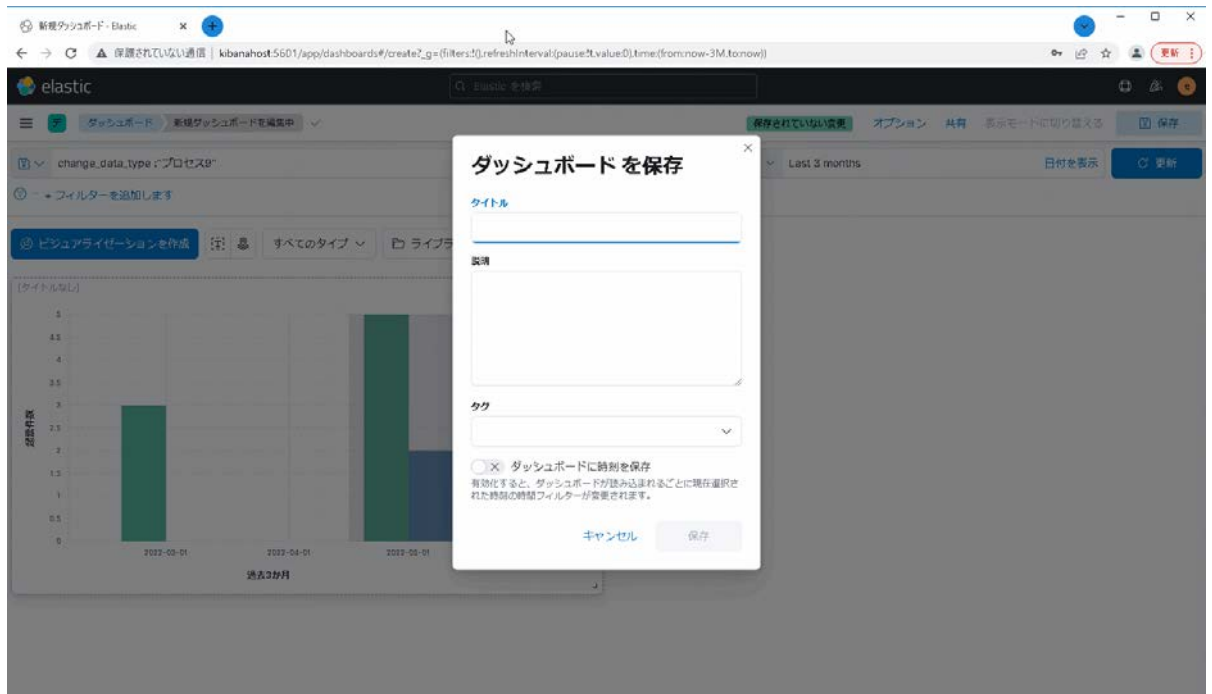 新規ダッシュボード - Elastic
保護されていない通信 | kibanahost:5601/app/dashboards#/create?_g=(filters:!(),refreshInterval:(pause:!t,value:0),time:(from:now-3M,to:now))
更新
elastic
Elastic を検索
e
デ ダッシュボード 新規ダッシュボードを編集中
保存されていない変更 オプション 共有 表示モードに切り替える 保存
change_data_type :"プロセス9"
Last 3 months
日付を表示
更新
+ フィルターを追加します
ビジュアライゼーションを作成
すべてのタイプ
ライブラ
[タイトルなし]
5
4.5
4
3.5
3
2.5
2
1.5
1
0.5
0
記録件数
2022-03-01
2022-04-01
2022-05-01
過去3か月
ダッシュボード を保存
タイトル
説明
タグ
ダッシュボードに時刻を保存
有効化すると、ダッシュボードが読み込まれるごとに現在選択さ
れた時刻の時間フィルターが変更されます。
キャンセル
保存